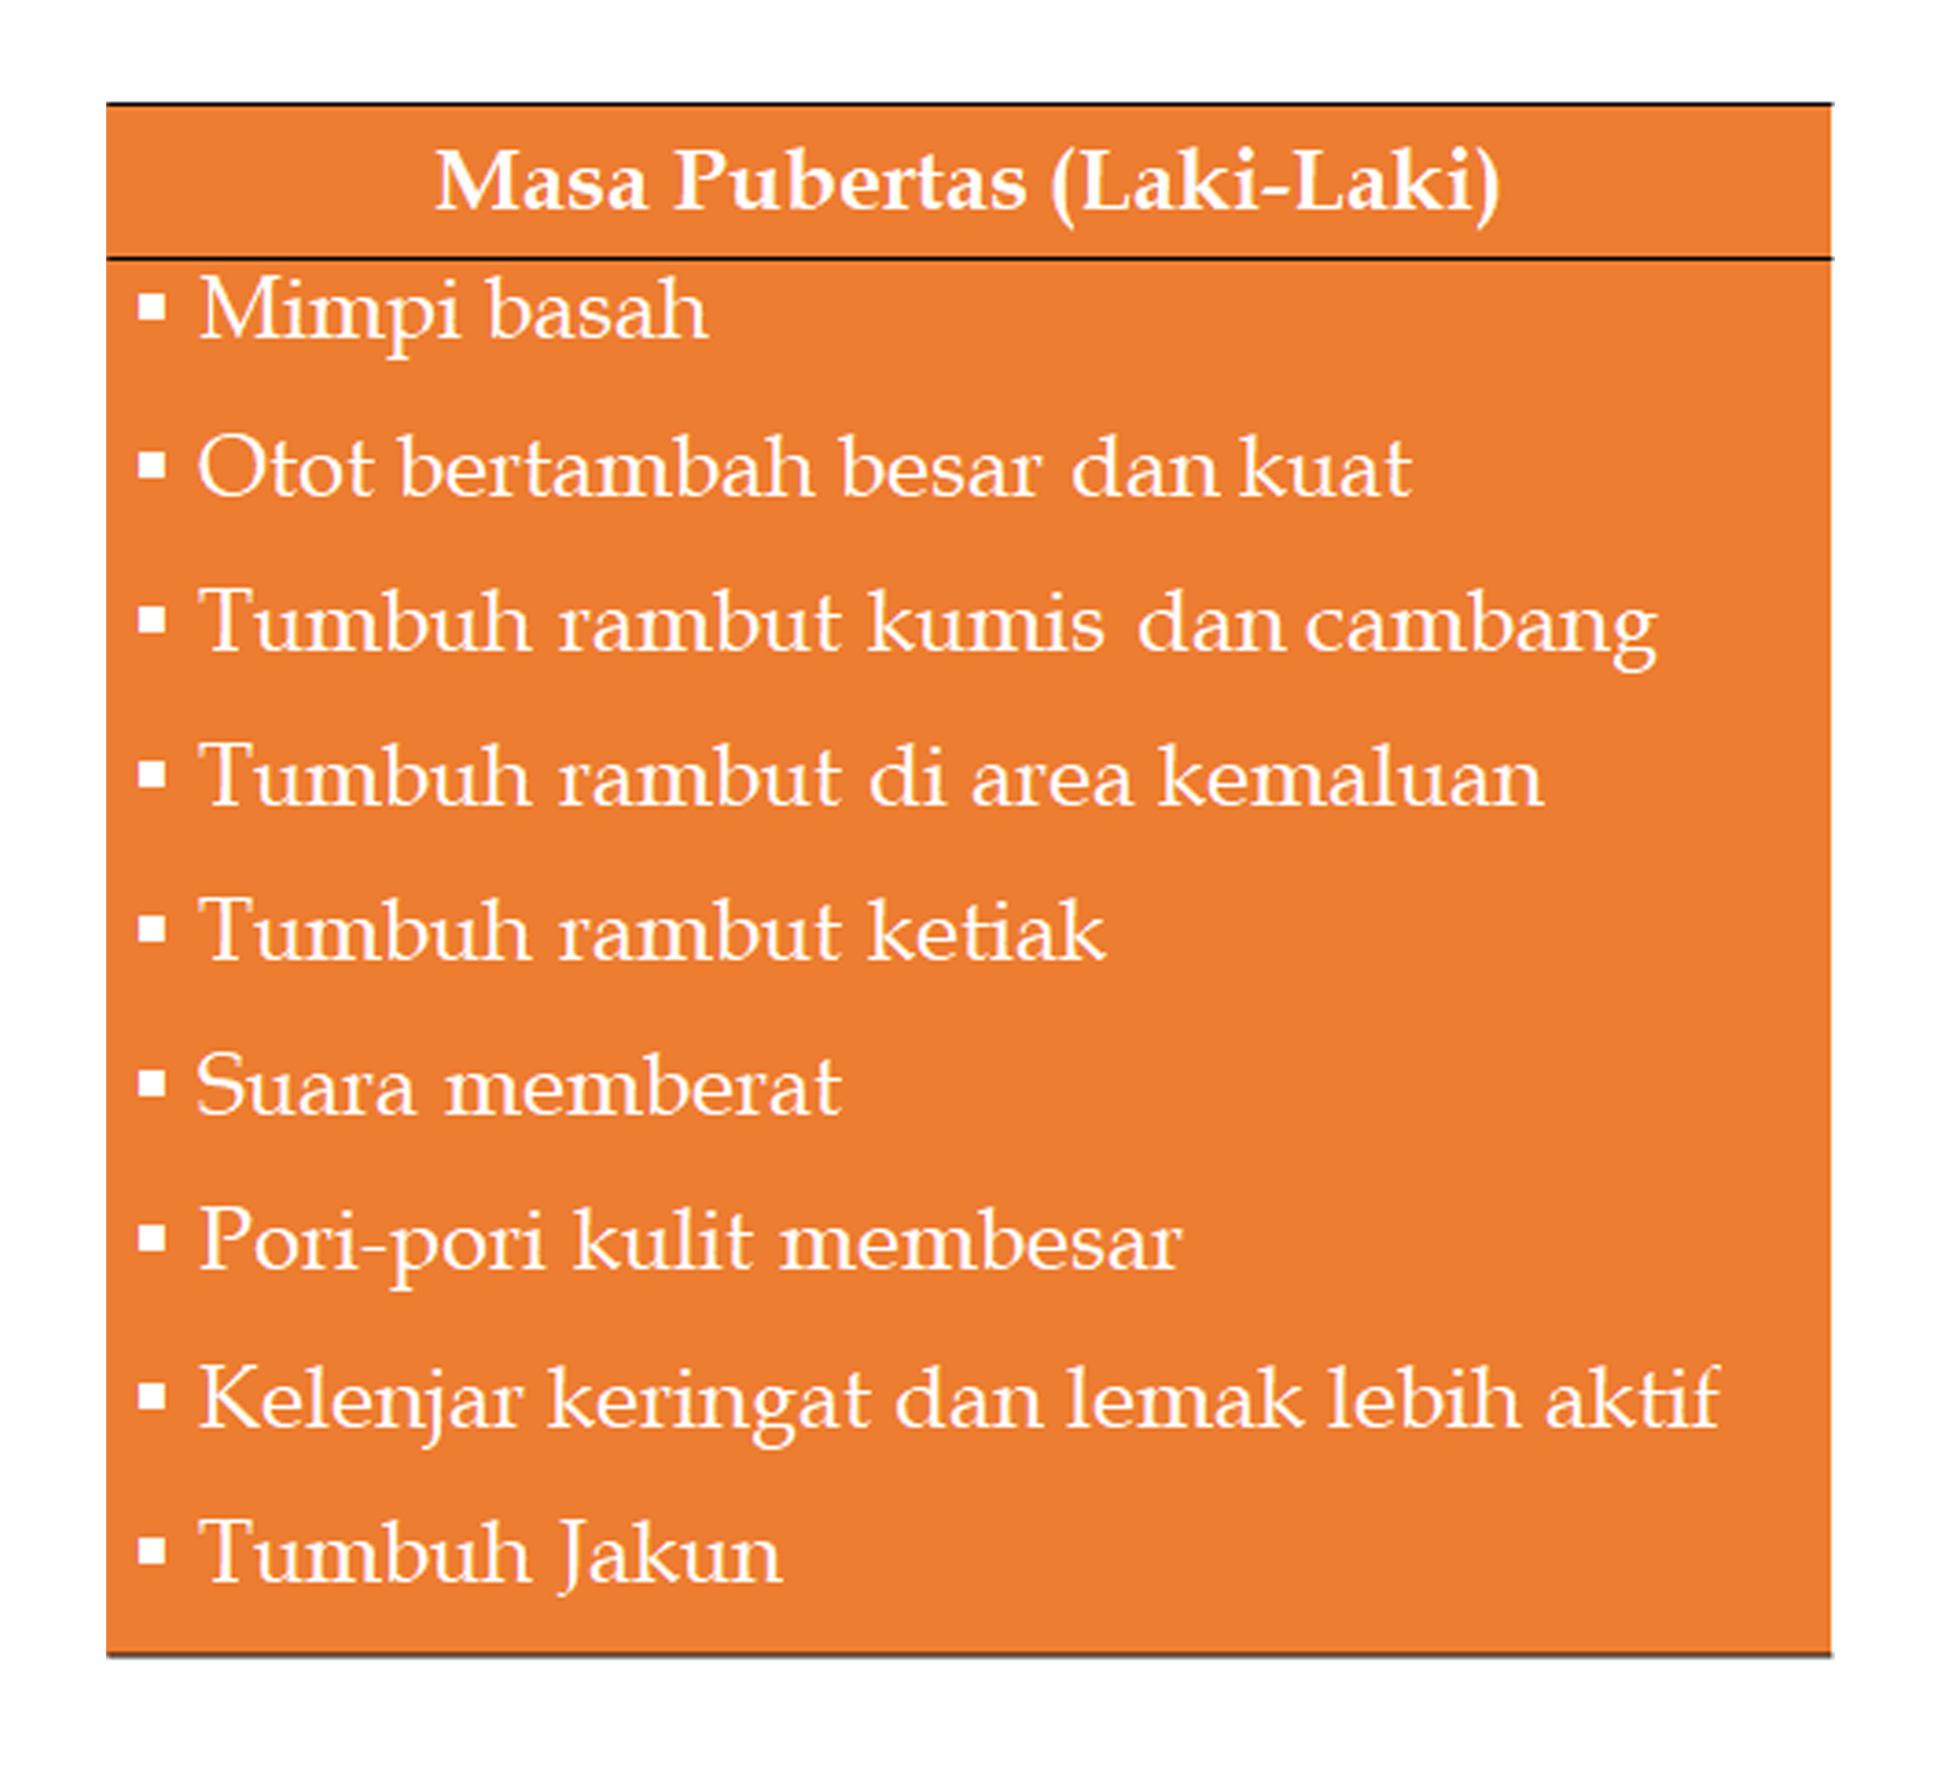 Masa Pubertas (Laki-Laki)
▪ Mimpi basah
▪ Otot bertambah besar dan kuat
▪ Tumbuh rambut kumis dan cambang
▪ Tumbuh rambut di area kemaluan
▪ Tumbuh rambut ketiak
▪ Suara memberat
▪ Pori-pori kulit membesar
▪ Kelenjar keringat dan lemak lebih aktif
▪ Tumbuh Jakun